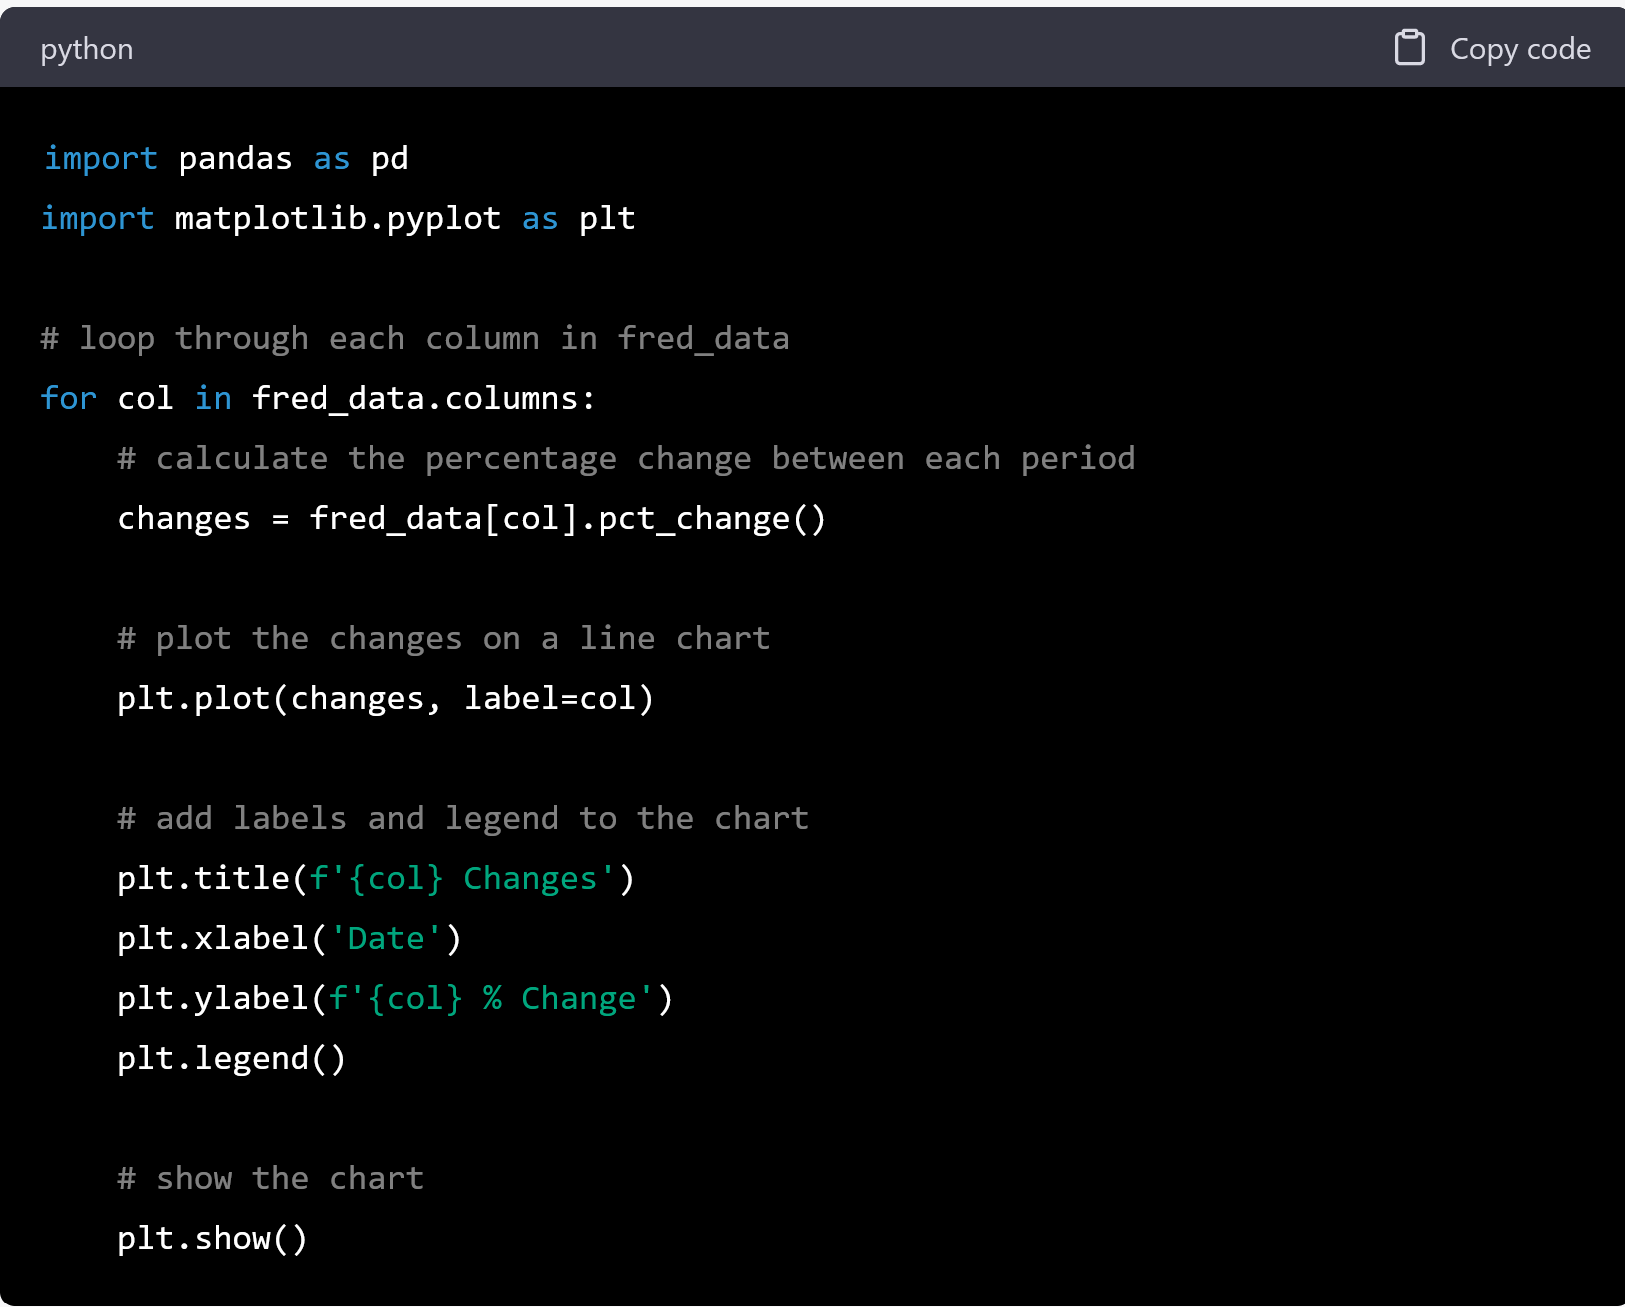 python
Copy code
import pandas as pd
import matplotlib.pyplot as plt
# loop through each column in fred_data
for col in fred_data.columns:
    # calculate the percentage change between each period
    changes = fred_data[col].pct_change()
    # plot the changes on a line chart
    plt.plot(changes, label=col)
    # add labels and legend to the chart
    plt.title(f'{col} Changes')
    plt.xlabel('Date')
    plt.ylabel(f'{col} % Change')
    plt.legend()
    # show the chart
    plt.show()